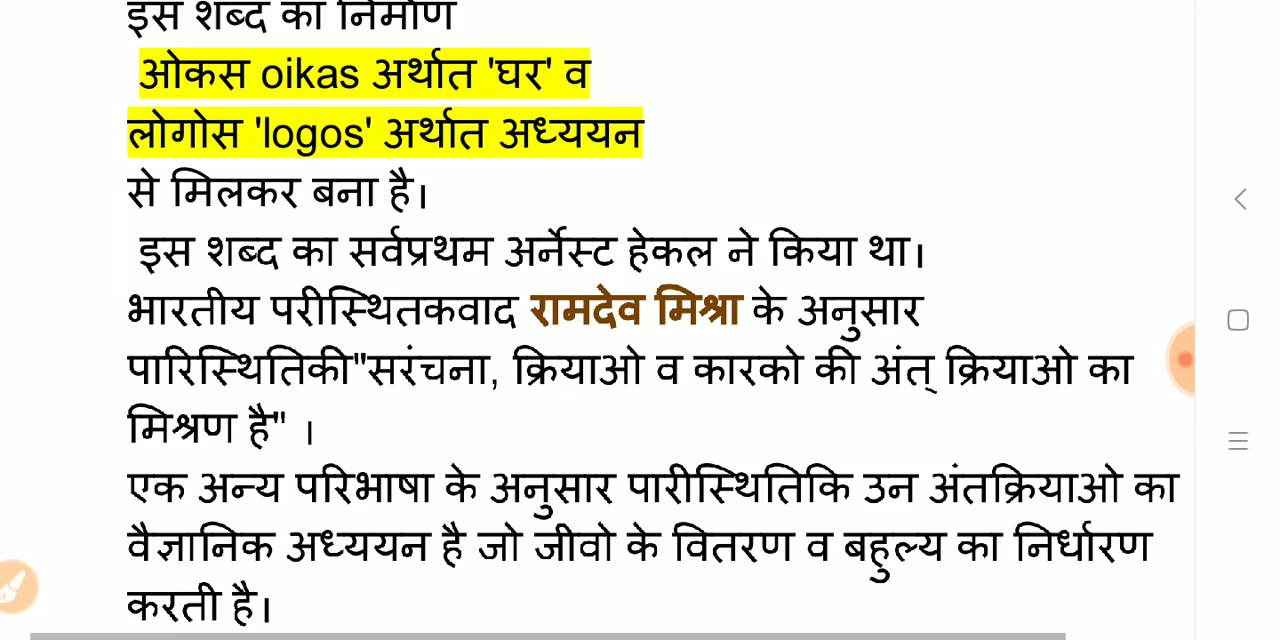 इस शब्द का निर्माण
ओकस oikas अर्थात 'घर' व
लोगोस 'logos' अर्थात अध्ययन
से मिलकर बना है।
इस शब्द का सर्वप्रथम अर्नेस्ट हेकल ने किया था।
भारतीय परीस्थितकवाद रामदेव मिश्रा के अनुसार
पारिस्थितिकी"सरंचना, क्रियाओ व कारको की अंत् क्रियाओ का
मिश्रण है" ।
एक अन्य परिभाषा के अनुसार पारीस्थितिकि उन अंतक्रियाओ का
वैज्ञानिक अध्ययन है जो जीवो के वितरण व बहुल्य का निर्धारण
करती है।